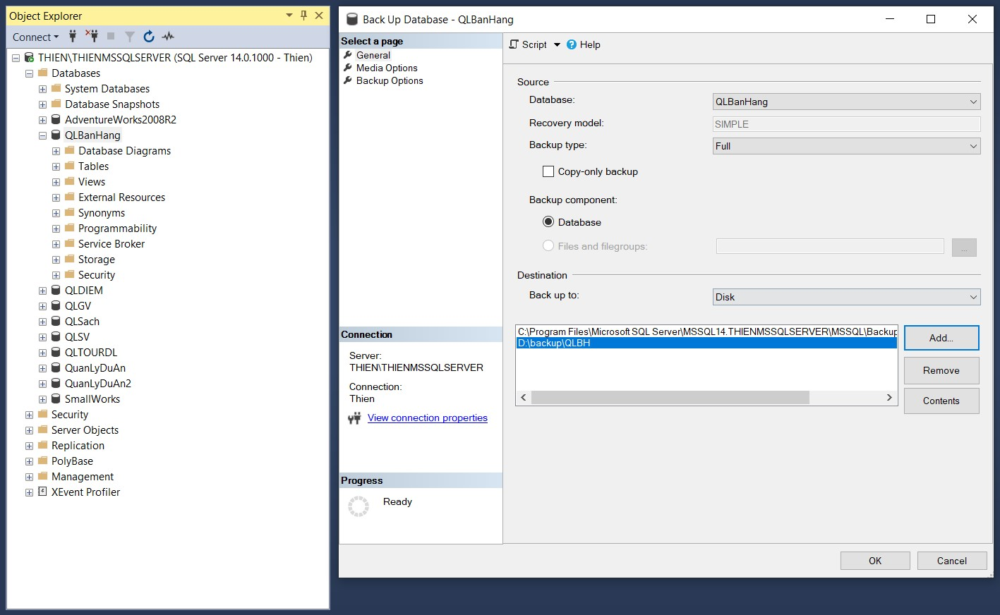 Object Explorer
Connect
THIEN\THIENMSSQLSERVER (SQL Server 14.0.1000 - Thien)
Databases
System Databases
Database Snapshots
AdventureWorks2008R2
QLBanHang
Database Diagrams
Tables
Views
External Resources
Synonyms
Programmability
Service Broker
Storage
Security
QLDIEM
QLGV
QLSach
QLSV
QLTOURDL
QuanLyDuAn
QuanLyDuAn2
SmallWorks
Security
Server Objects
Replication
PolyBase
Management
XEvent Profiler
Back Up Database - QLBanHang
Select a page
General
Media Options
Backup Options
Connection
Server:
THIEN\THIENMSSQLSERVER
Connection:
Thien
View connection properties
Progress
Ready
Script
Help
Source
Database: QLBanHang
Recovery model: SIMPLE
Backup type: Full
Copy-only backup
Backup component:
Database
Files and filegroups: ...
Destination
Back up to: Disk
C:\Program Files\Microsoft SQL Server\MSSQL14.THIENMSSQLSERVER\MSSQL\Backup
D:\backup\QLBH
Add...
Remove
Contents
OK Cancel